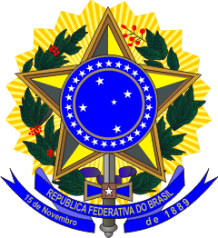 REPÚBLICA FEDERATIVA DO BRASIL
15 de Novembro
de 1889